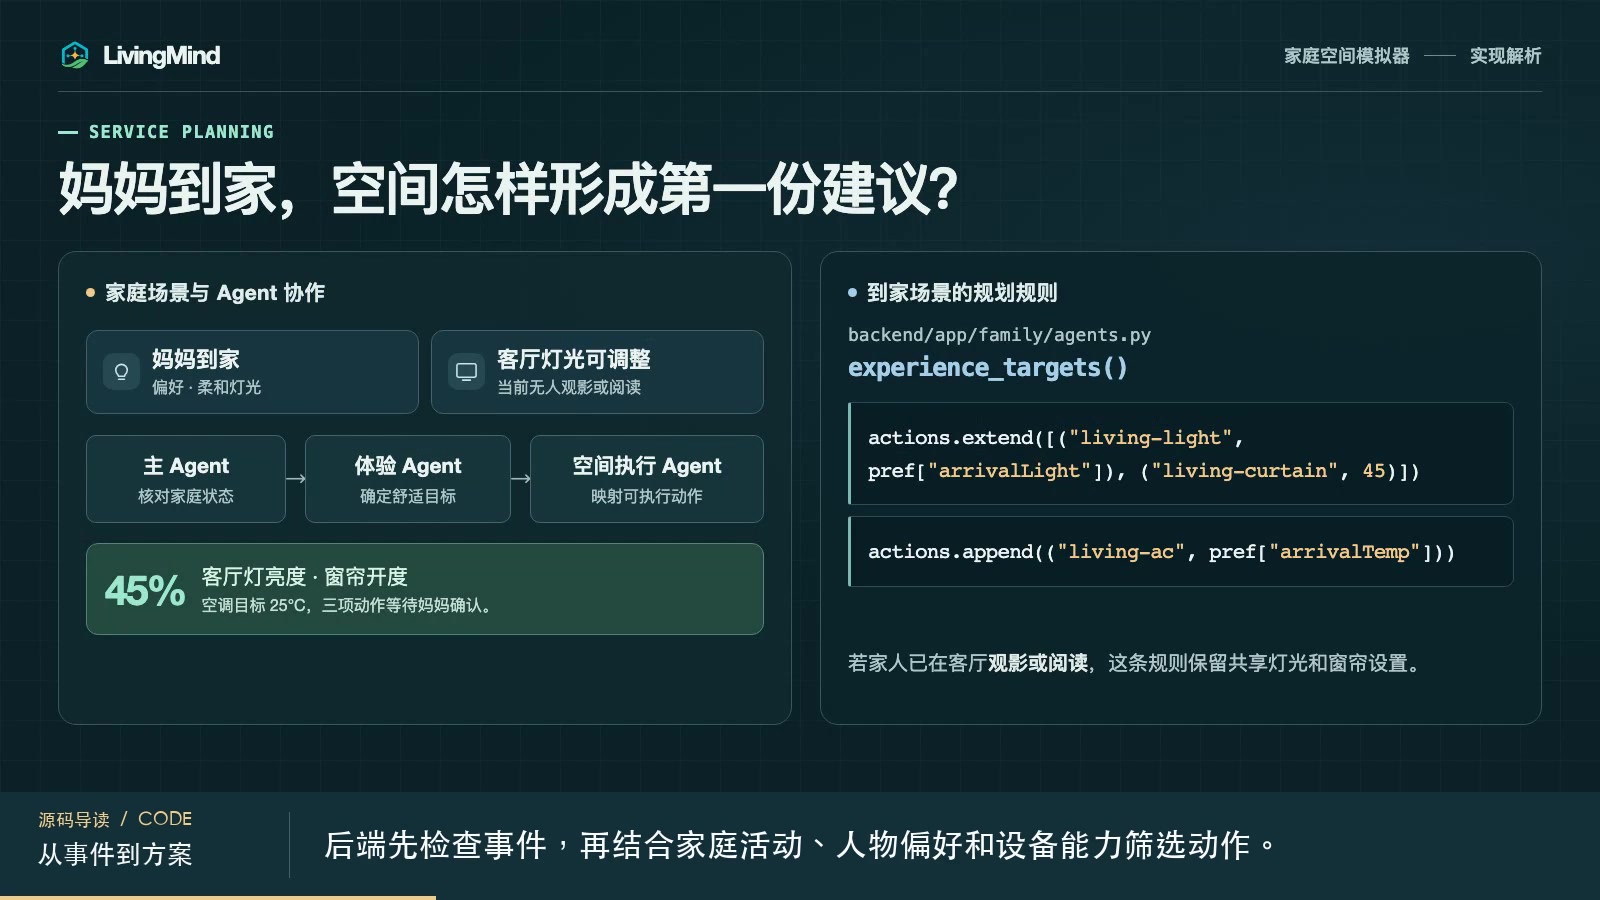 LivingMind
家庭空间模拟器 —— 实现解析
SERVICE PLANNING
妈妈到家，空间怎样形成第一份建议？
家庭场景与 Agent 协作
妈妈到家
偏好 · 柔和灯光
客厅灯光可调整
当前无人观影或阅读
主 Agent
核对家庭状态
→
体验 Agent
确定舒适目标
→
空间执行 Agent
映射可执行动作
45%
客厅灯亮度 · 窗帘开度
空调目标 25°C，三项动作等待妈妈确认。
到家场景的规划规则
backend/app/family/agents.py
experience_targets()
actions.extend([("living-light",
pref["arrivalLight"]), ("living-curtain", 45)])
actions.append(("living-ac", pref["arrivalTemp"]))
若家人已在客厅观影或阅读，这条规则保留共享灯光和窗帘设置。
源码导读 / CODE
从事件到方案
后端先检查事件，再结合家庭活动、人物偏好和设备能力筛选动作。